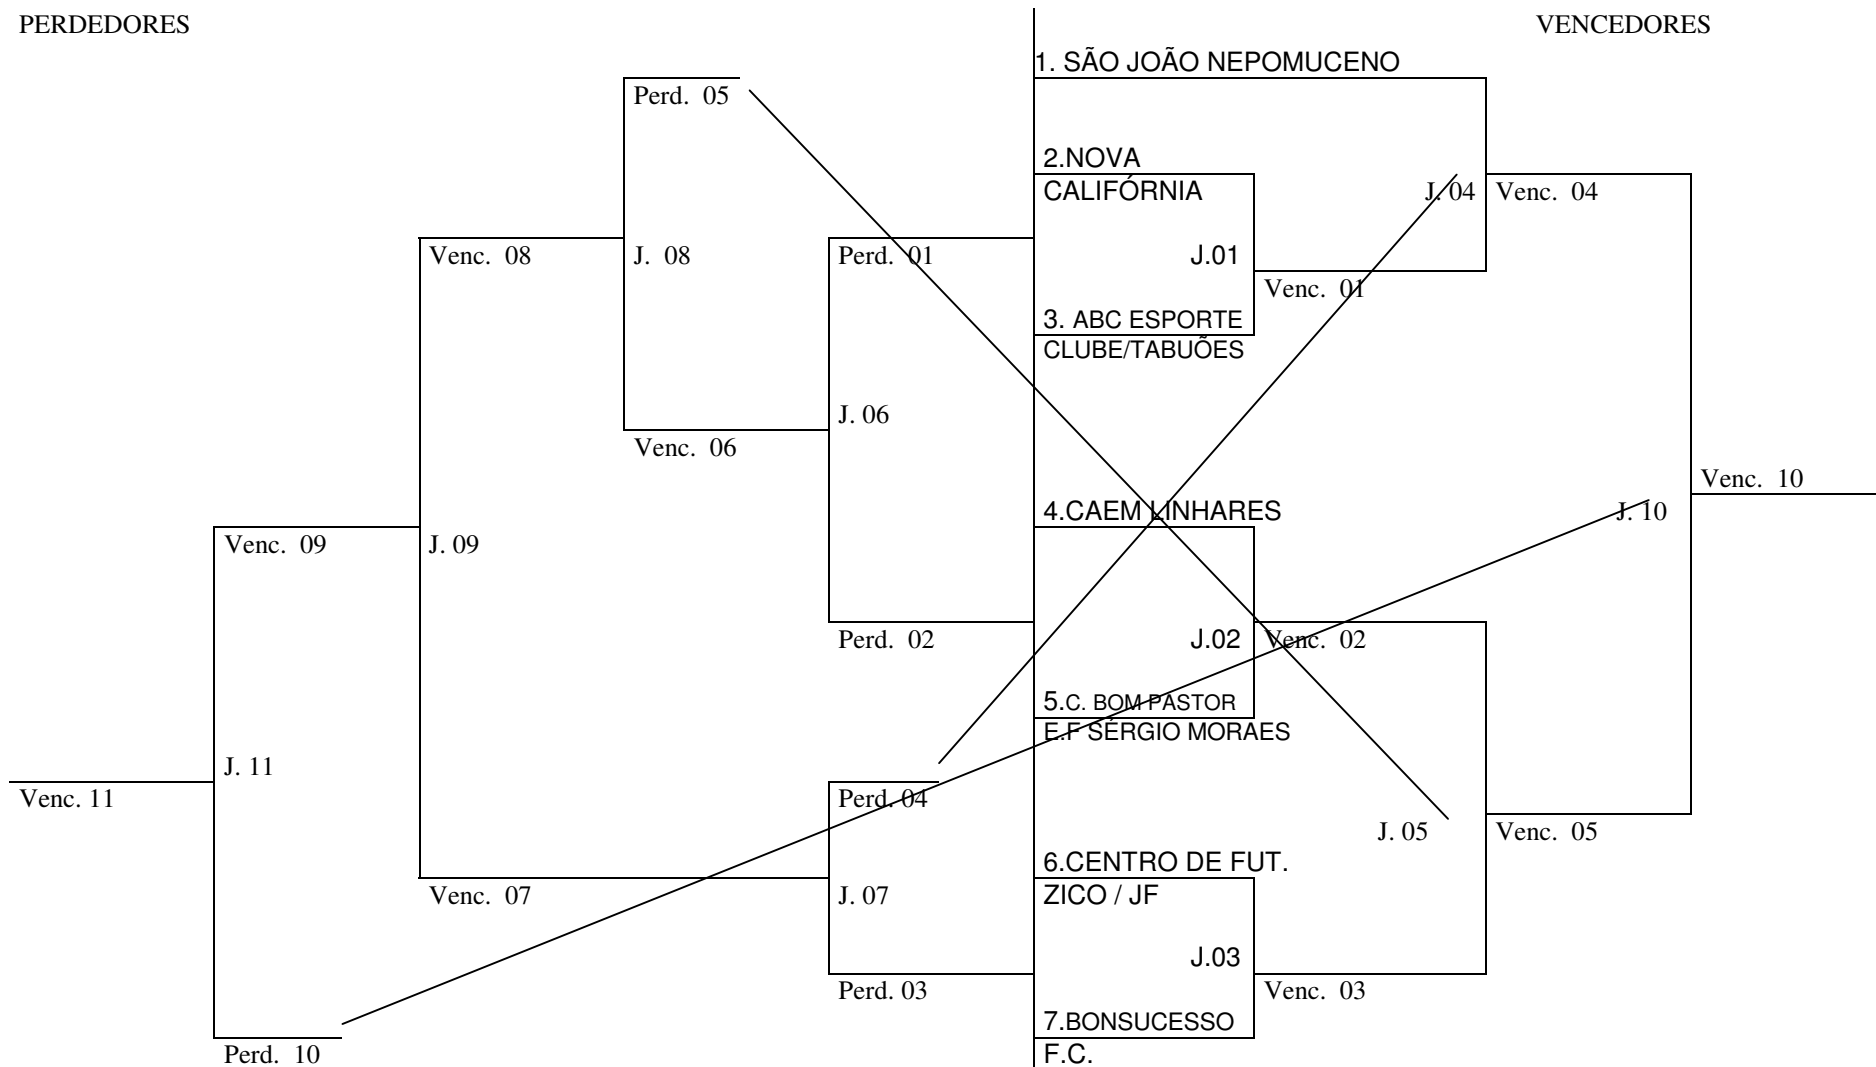 PERDEDORES
VENCEDORES
1. SÃO JOÃO NEPOMUCENO
Perd. 05
2.NOVA
CALIFÓRNIA
J. 04
Venc. 04
Venc. 08
J. 08
Perd. 01
J.01
Venc. 01
3. ABC ESPORTE
CLUBE/TABUÕES
J. 06
Venc. 06
Venc. 10
4.CAEM LINHARES
J. 10
Venc. 09
J. 09
Perd. 02
J.02
Venc. 02
5.C. BOM PASTOR
E.F SÉRGIO MORAES
J. 11
Venc. 11
Perd. 04
J. 05
Venc. 05
6.CENTRO DE FUT.
ZICO / JF
Venc. 07
J. 07
J.03
Perd. 03
Venc. 03
7.BONSUCESSO
F.C.
Perd. 10